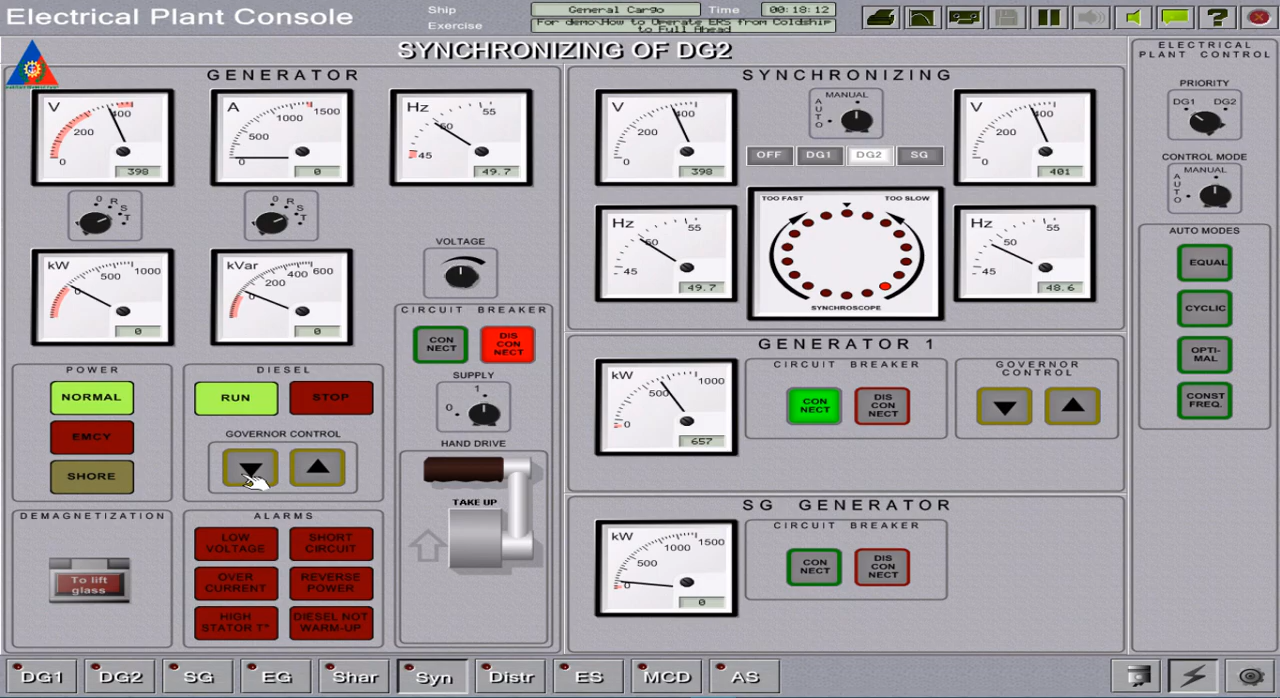 Electrical Plant Console
Ship
General Cargo
Time
00:18:12
Exercise
For demo:How to Operate ERS from Coldship
to Full Ahead
SYNCHRONIZING OF DG2
GENERATOR
V
200
400
0
398
A
500
1000
1500
0
0
Hz
45
50
55
49.7
0
R
S
T
0
R
S
T
kW
0
500
1000
0
kVar
0
200
400
600
0
VOLTAGE
CIRCUIT BREAKER
CON
NECT
DIS
CON
NECT
SUPPLY
0
1
HAND DRIVE
TAKE UP
POWER
NORMAL
EMCY
SHORE
DIESEL
RUN
STOP
GOVERNOR CONTROL
DEMAGNETIZATION
To lift
glass
ALARMS
LOW
VOLTAGE
SHORT
CIRCUIT
OVER
CURRENT
REVERSE
POWER
HIGH
STATOR T°
DIESEL NOT
WARM-UP
SYNCHRONIZING
V
0
200
400
398
MANUAL
AUTO
OFF
DG1
DG2
SG
V
0
200
400
401
Hz
45
50
55
49.7
TOO FAST
TOO SLOW
SYNCHROSCOPE
Hz
45
50
55
48.6
GENERATOR 1
kW
0
500
1000
657
CIRCUIT BREAKER
CON
NECT
DIS
CON
NECT
GOVERNOR
CONTROL
SG GENERATOR
kW
0
500
1000
1500
0
CIRCUIT BREAKER
CON
NECT
DIS
CON
NECT
ELECTRICAL
PLANT CONTROL
PRIORITY
DG1
DG2
CONTROL MODE
MANUAL
AUTO
AUTO MODES
EQUAL
CYCLIC
OPTI-
MAL
CONST
FREQ.
DG1
DG2
SG
EG
Shar
Syn
Distr
ES
MCD
AS